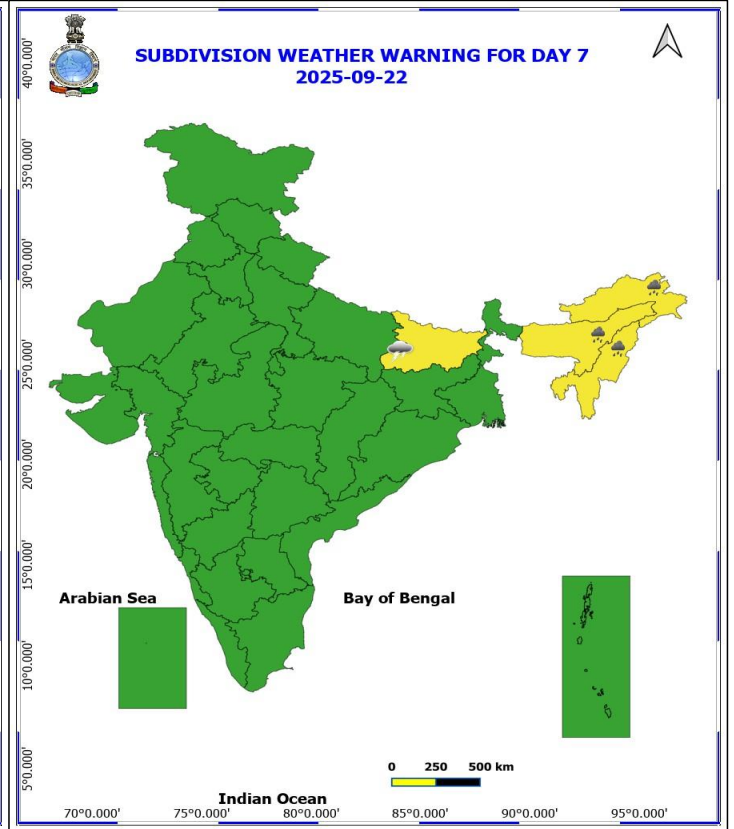 SUBDIVISION WEATHER WARNING FOR DAY 7
2025-09-22
40°0.000'
35°0.000'
30°0.000'
25°0.000'
20°0.000'
15°0.000'
10°0.000'
5°0.000'
Arabian Sea
Bay of Bengal
0 250 500 km
Indian Ocean
70°0.000' 75°0.000' 80°0.000' 85°0.000' 90°0.000' 95°0.000'